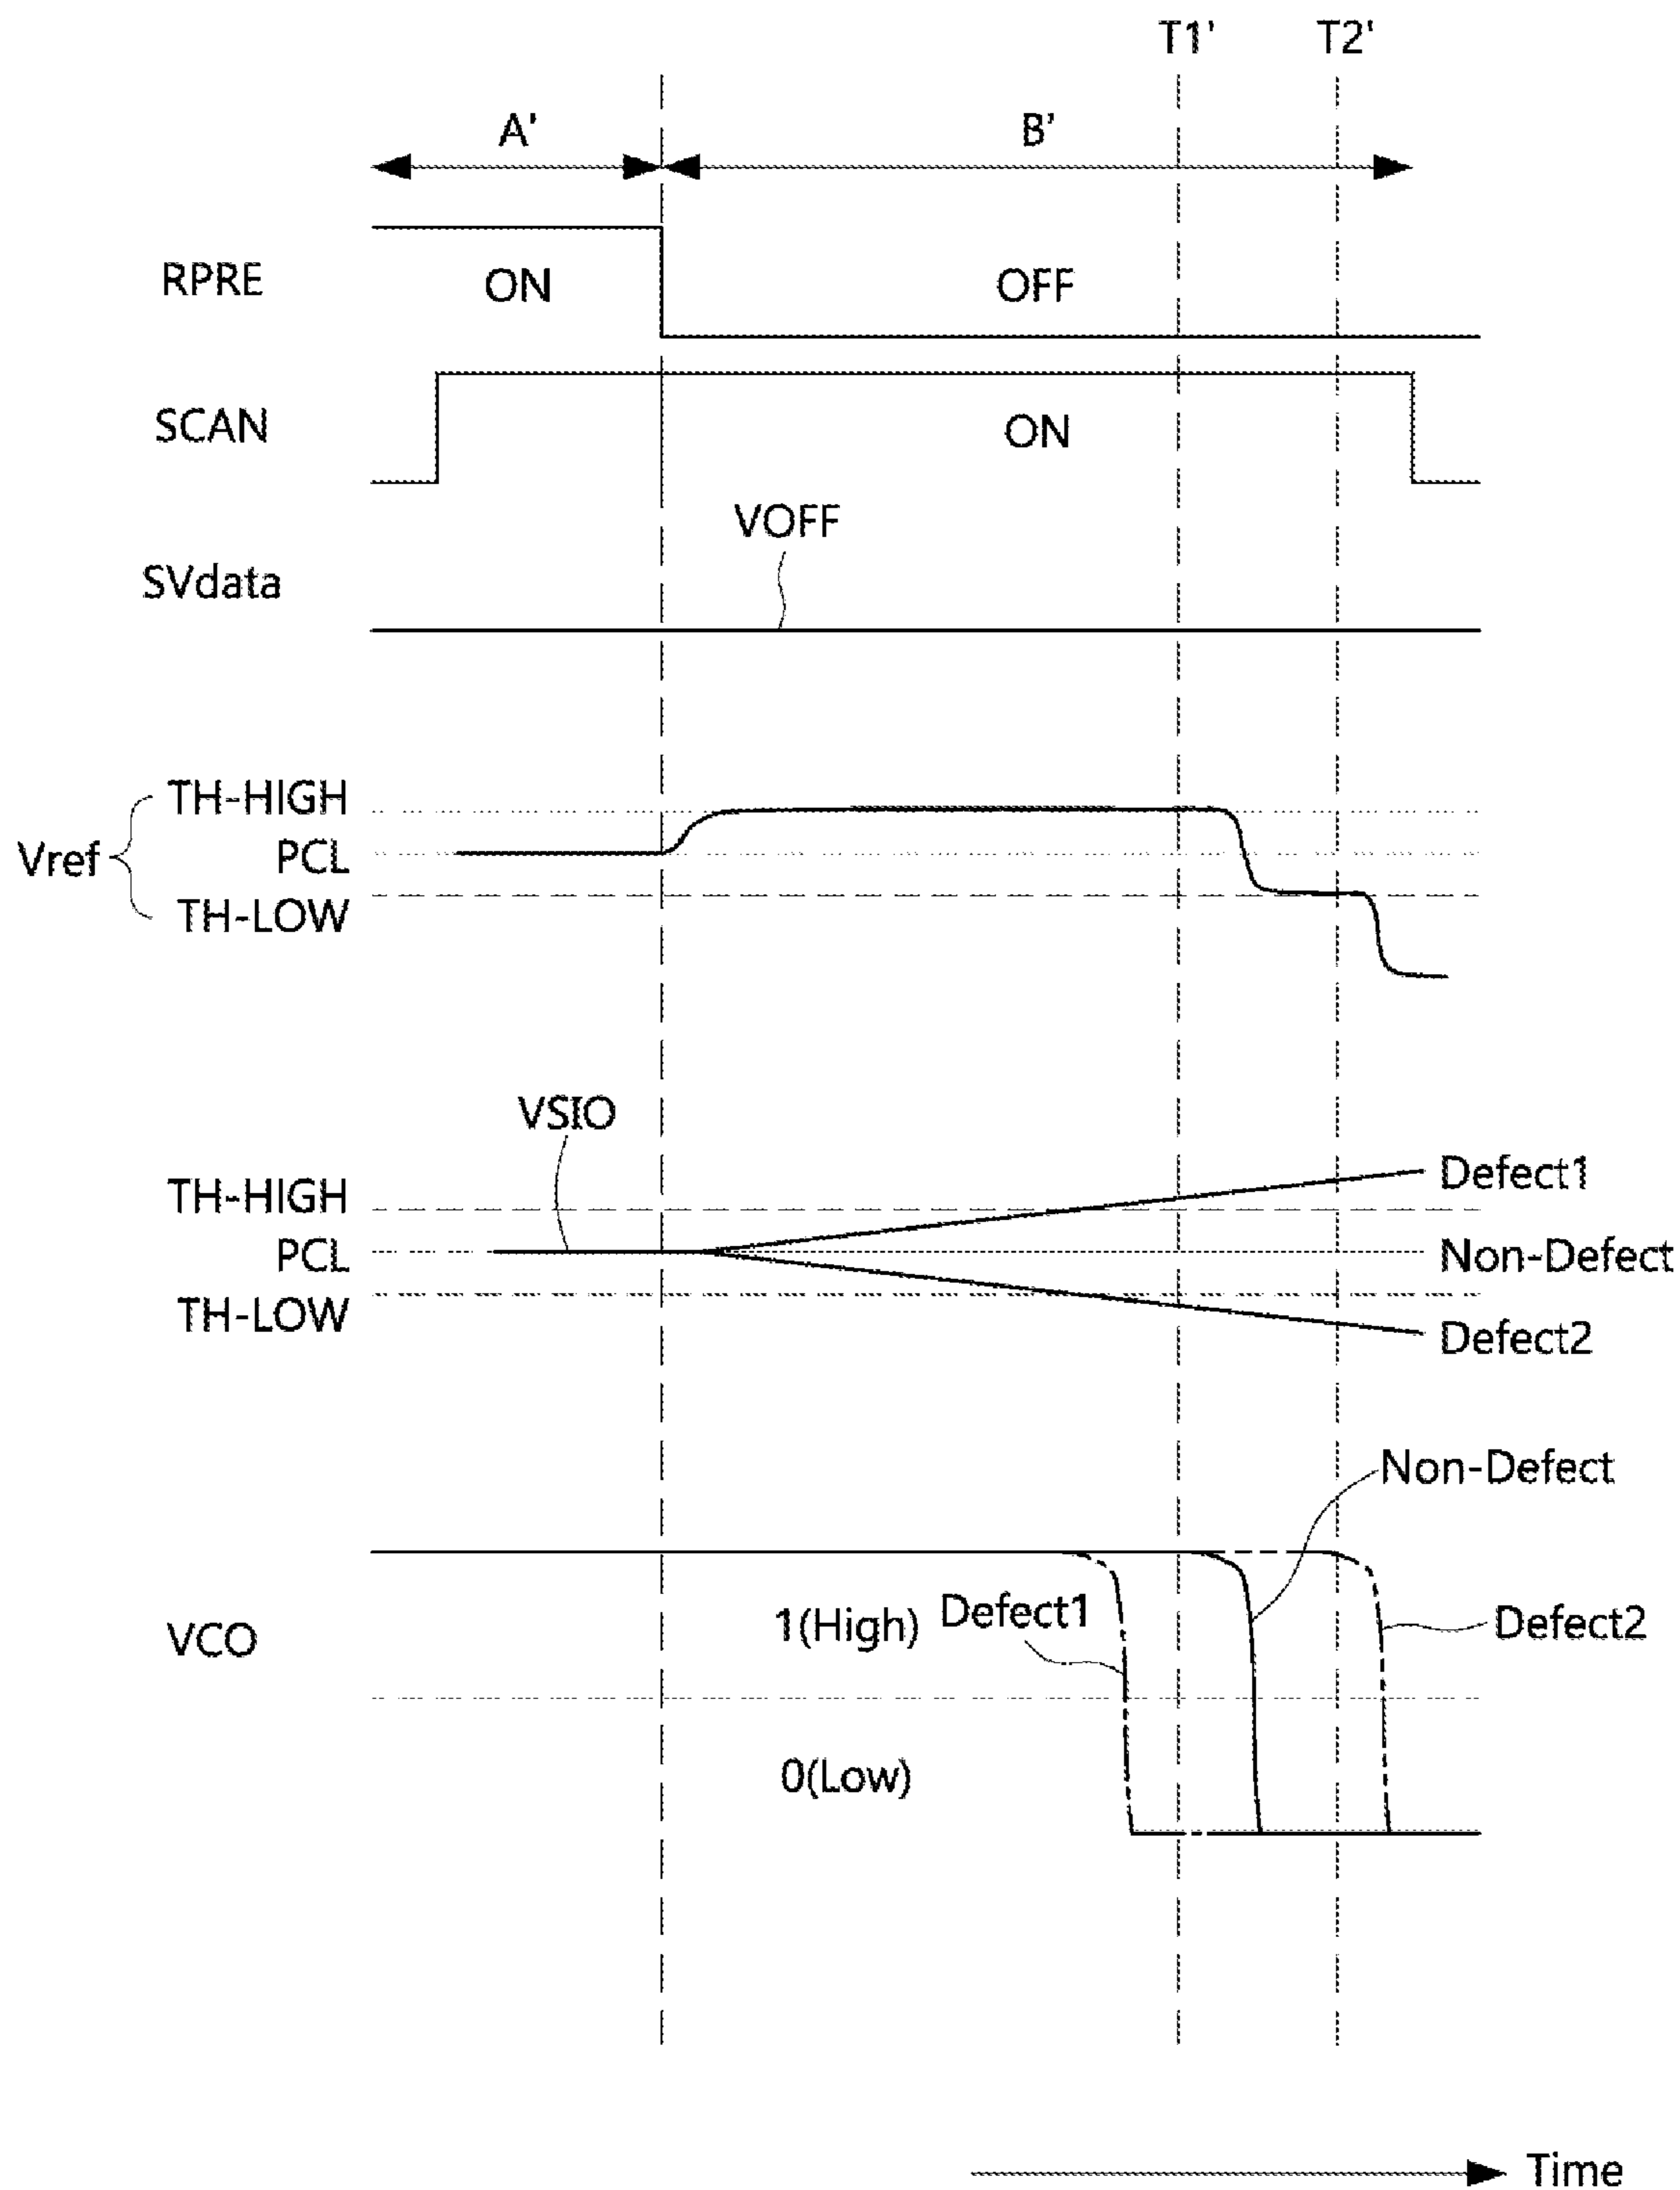 T1' T2'
A' B'
RPRE ON OFF
SCAN ON
VOFF
SVdata
TH-HIGH
Vref PCL
TH-LOW
VSIO
Defect1
TH-HIGH
PCL Non-Defect
TH-LOW
Defect2
Non-Defect
1(High) Defect1 Defect2
VCO
0(Low)
Time